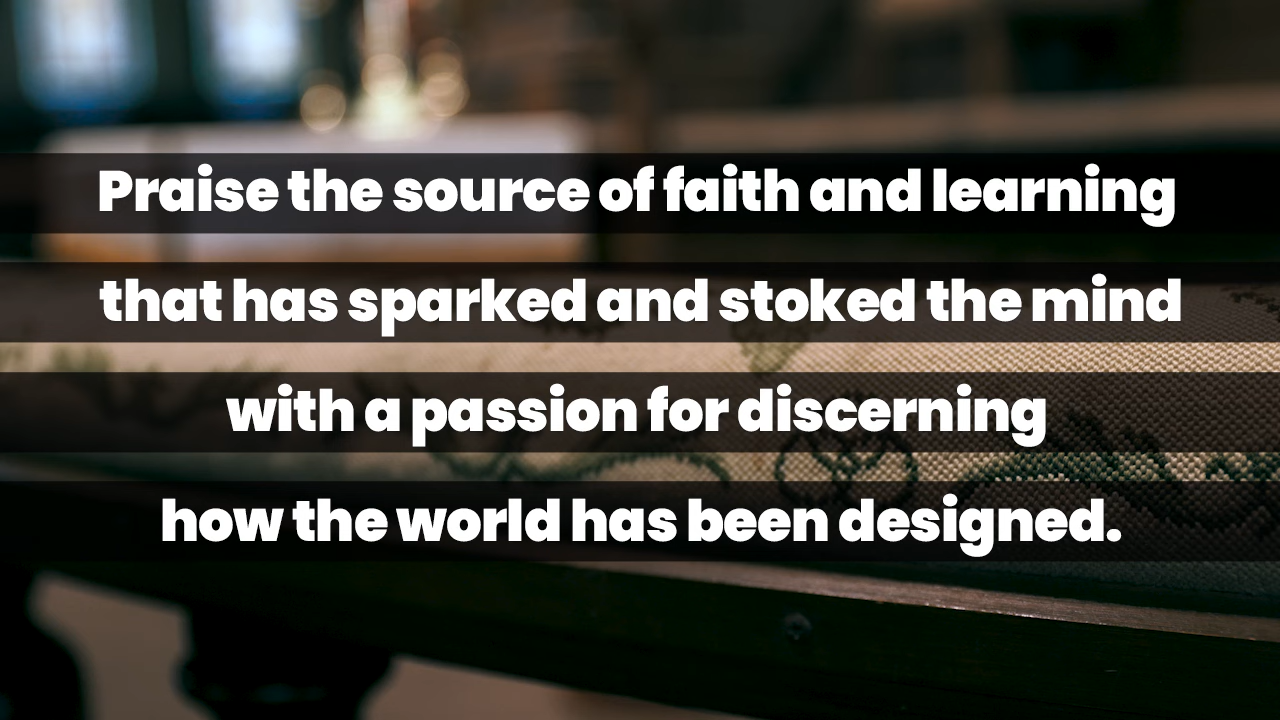 Praise the source of faith and learning
that has sparked and stoked the mind
with a passion for discerning
how the world has been designed.